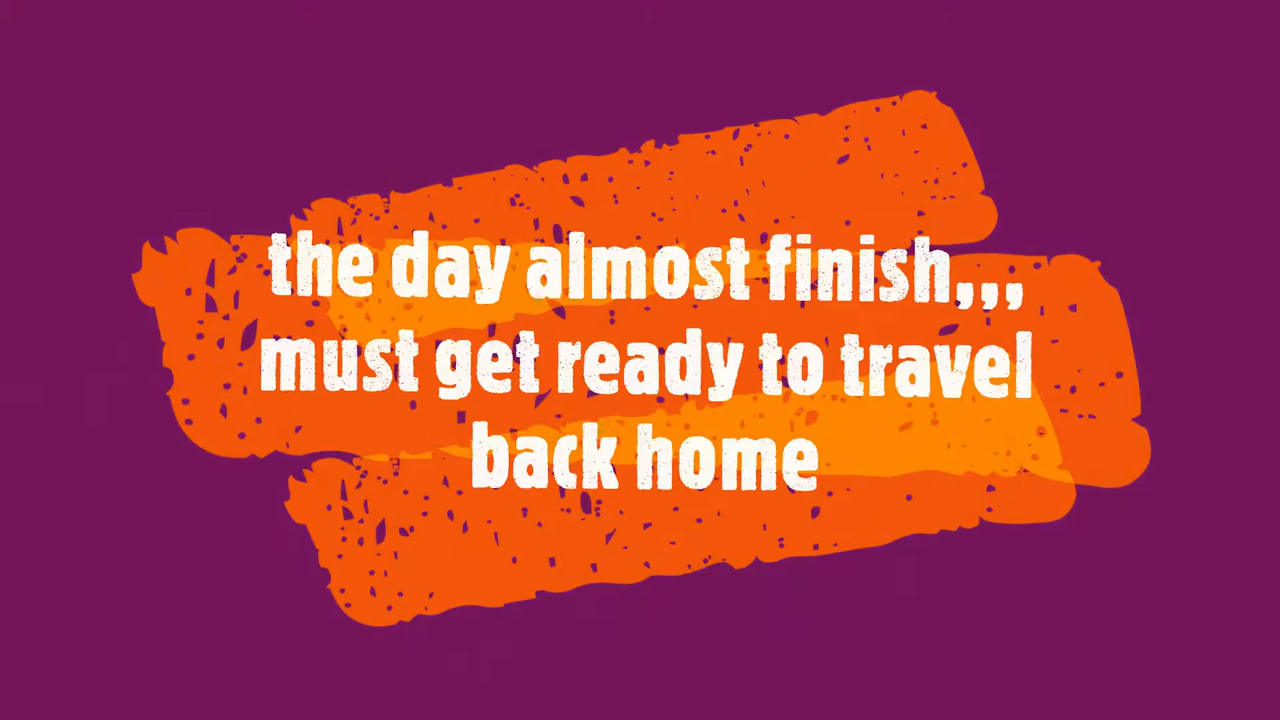 the day almost finish,,,
must get ready to travel
back home